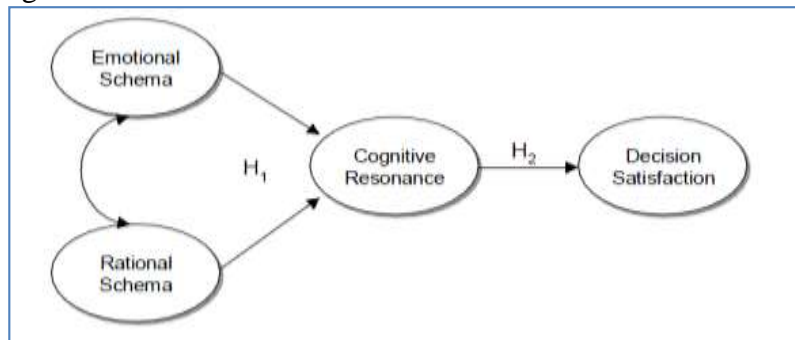 Emotional
Schema
H1
Cognitive
Resonance
H2
Decision
Satisfaction
Rational
Schema